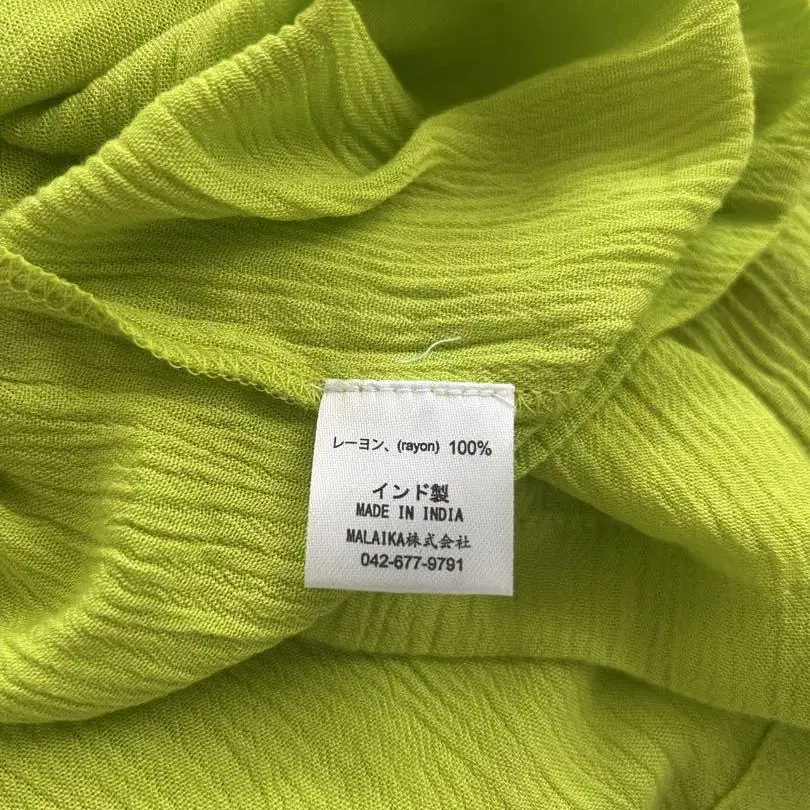 レーヨン、(rayon) 100%
インド製
MADE IN INDIA
MALAIKA株式会社
042-677-9791